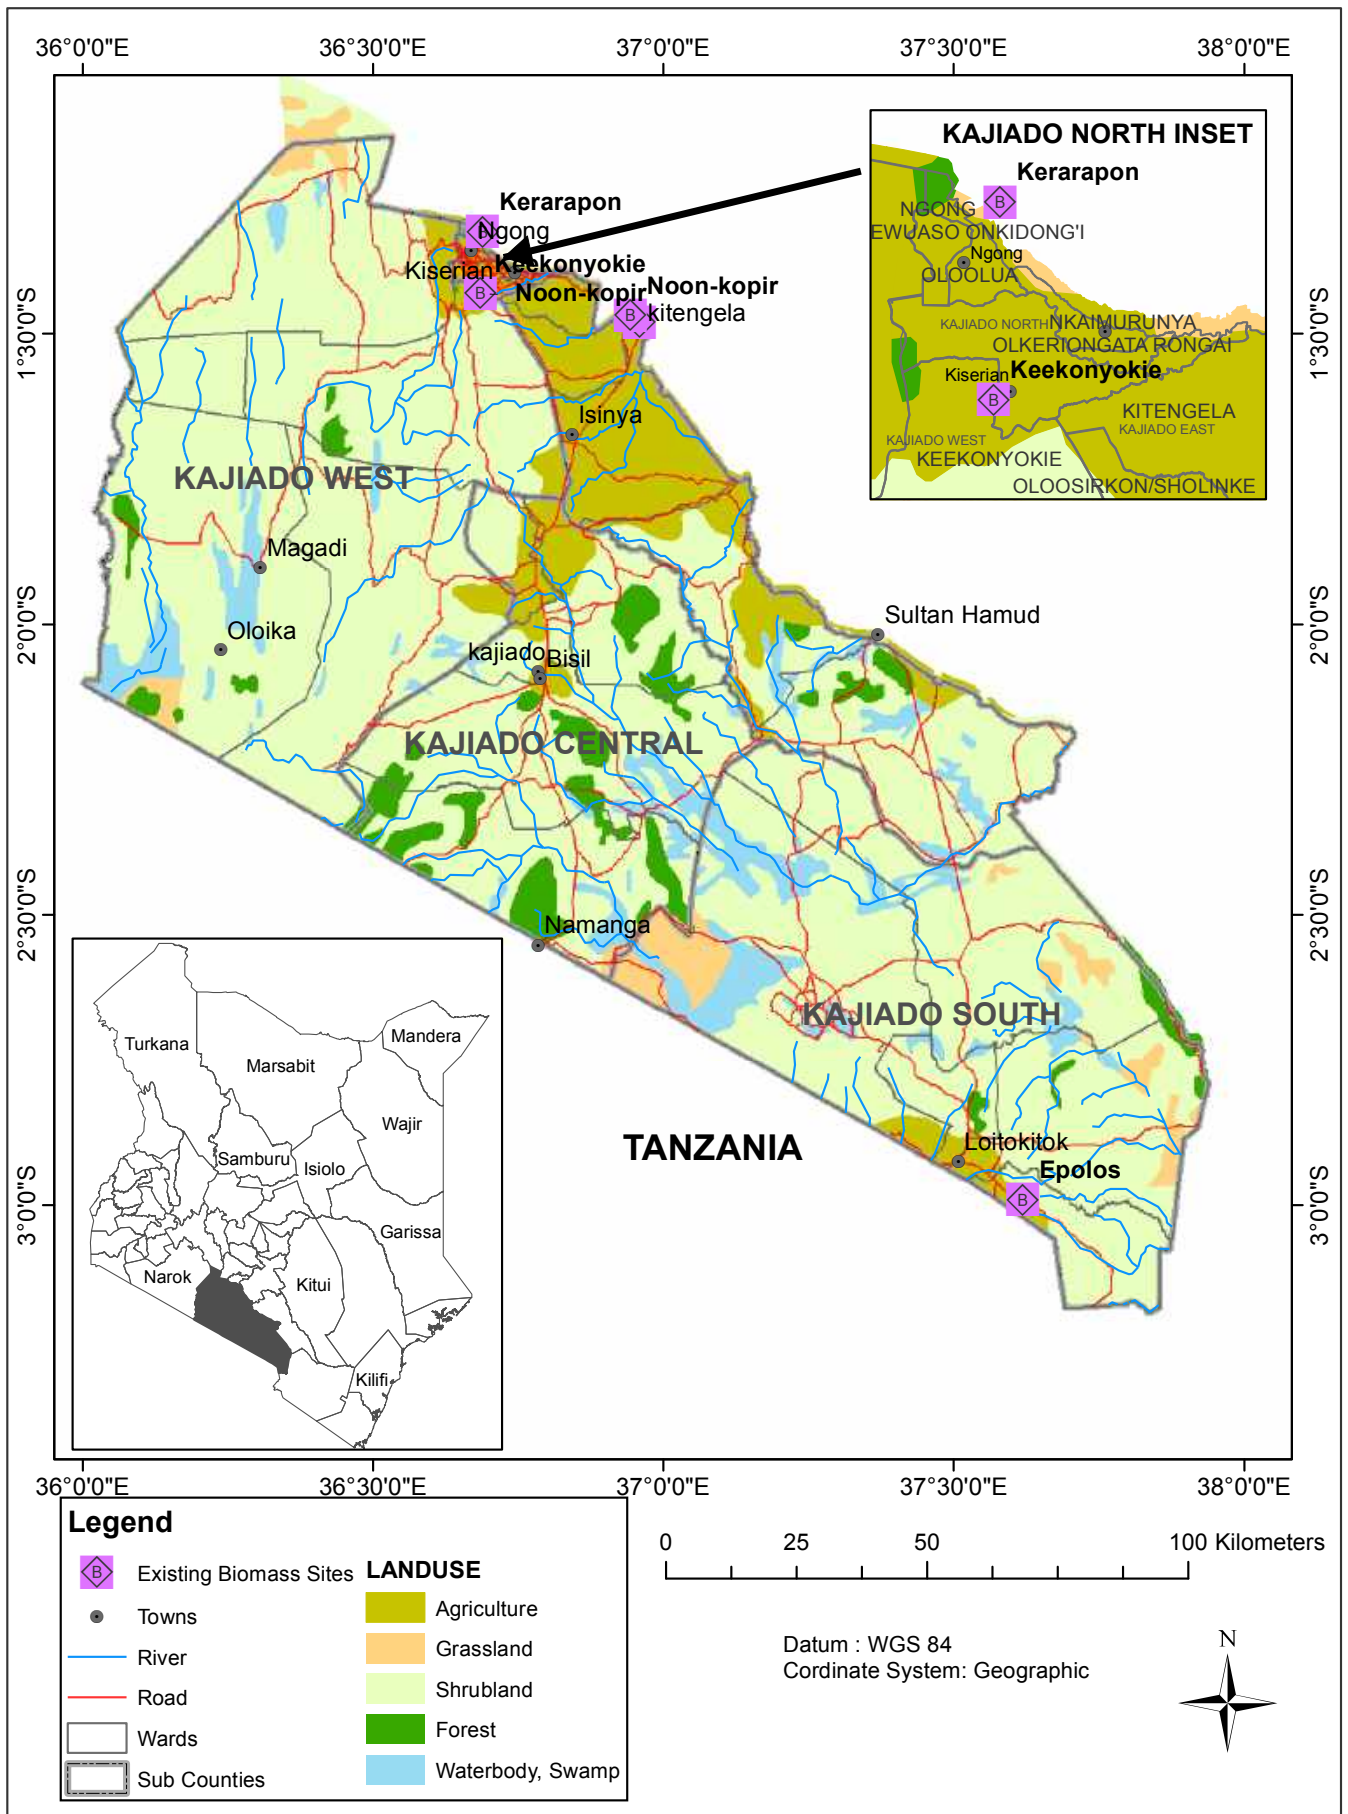 36°0'0"E
36°30'0"E
37°0'0"E
37°30'0"E
38°0'0"E
KAJIADO NORTH INSET
Kerarapon
B
NGONG
EWUASO ONKIDONG'I
Ngong
OLOOLUA
KAJIADO NORTH
NKAIMURUNYA
OLKERIONGATA RONGAI
Kiserian
Keekonyokie
B
KITENGELA
KAJIADO EAST
KAJIADO WEST
KEEKONYOKIE
OLOOSIRKON/SHOLINKE
Kerarapon
Ngong
Kiserian
Keekonyokie
B
Noon-kopir
Noon-kopir
B
kitengela
1°30'0"S
1°30'0"S
Isinya
KAJIADO WEST
Magadi
Oloika
Sultan Hamud
2°0'0"S
2°0'0"S
kajiado
Bisil
KAJIADO CENTRAL
2°30'0"S
2°30'0"S
Namanga
KAJIADO SOUTH
TANZANIA
Loitokitok
Epolos
B
3°0'0"S
3°0'0"S
Turkana
Marsabit
Mandera
Wajir
Samburu
Isiolo
Garissa
Narok
Kitui
Kilifi
36°0'0"E
36°30'0"E
37°0'0"E
37°30'0"E
38°0'0"E
Legend
B
Existing Biomass Sites
Towns
River
Road
Wards
Sub Counties
LANDUSE
Agriculture
Grassland
Shrubland
Forest
Waterbody, Swamp
0 25 50 100 Kilometers
Datum : WGS 84
Cordinate System: Geographic
N